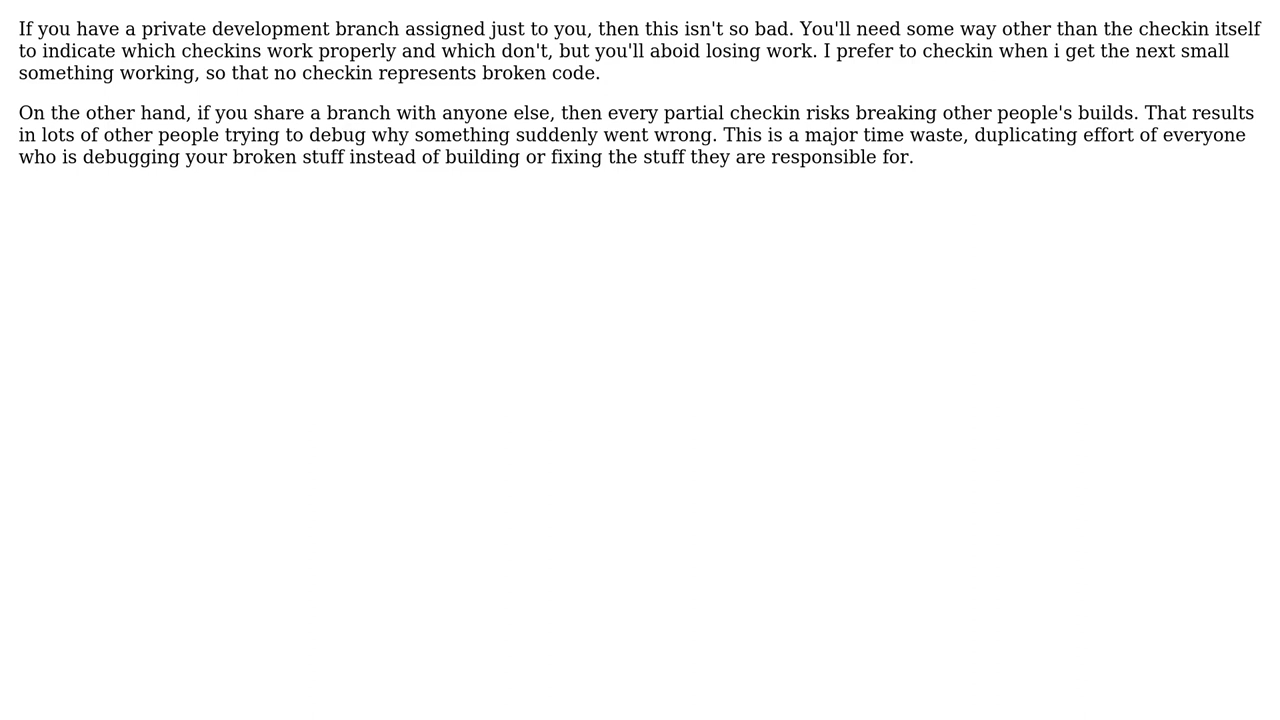 If you have a private development branch assigned just to you, then this isn't so bad. You'll need some way other than the checkin itself
to indicate which checkins work properly and which don't, but you'll aboid losing work. I prefer to checkin when i get the next small
something working, so that no checkin represents broken code.
On the other hand, if you share a branch with anyone else, then every partial checkin risks breaking other people's builds. That results
in lots of other people trying to debug why something suddenly went wrong. This is a major time waste, duplicating effort of everyone
who is debugging your broken stuff instead of building or fixing the stuff they are responsible for.